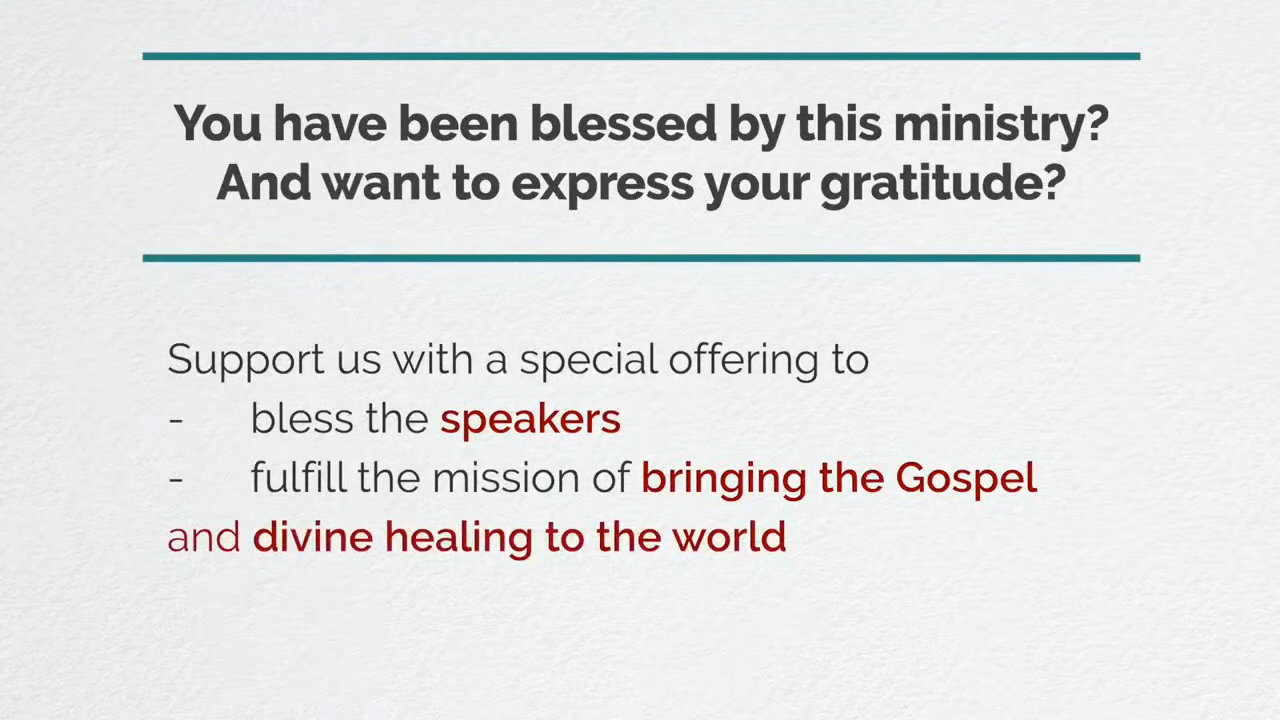 You have been blessed by this ministry?
And want to express your gratitude?
Support us with a special offering to
- bless the speakers
- fulfill the mission of bringing the Gospel
and divine healing to the world